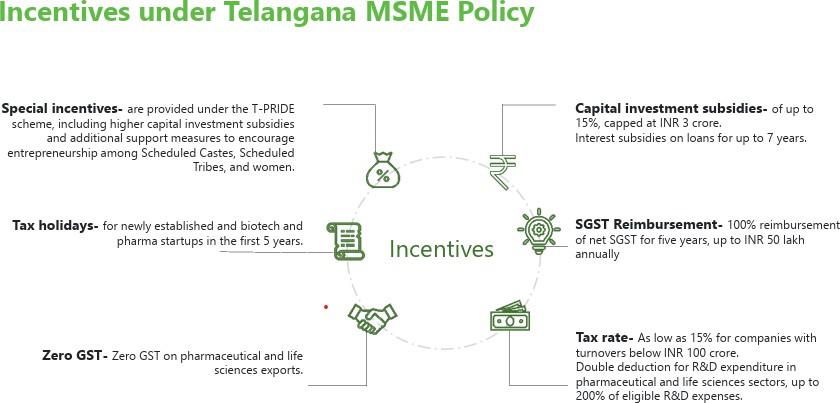 Incentives under Telangana MSME Policy
Special incentives- are provided under the T-PRIDE
scheme, including higher capital investment subsidies
and additional support measures to encourage
entrepreneurship among Scheduled Castes, Scheduled
Tribes, and women.
Capital investment subsidies- of up to
15%, capped at INR 3 crore.
Interest subsidies on loans for up to 7 years.
Tax holidays- for newly established and biotech and
pharma startups in the first 5 years.
Incentives
SGST Reimbursement- 100% reimbursement
of net SGST for five years, up to INR 50 lakh
annually
Zero GST- Zero GST on pharmaceutical and life
sciences exports.
Tax rate- As low as 15% for companies with
turnovers below INR 100 crore.
Double deduction for R&D expenditure in
pharmaceutical and life sciences sectors, up to
200% of eligible R&D expenses.